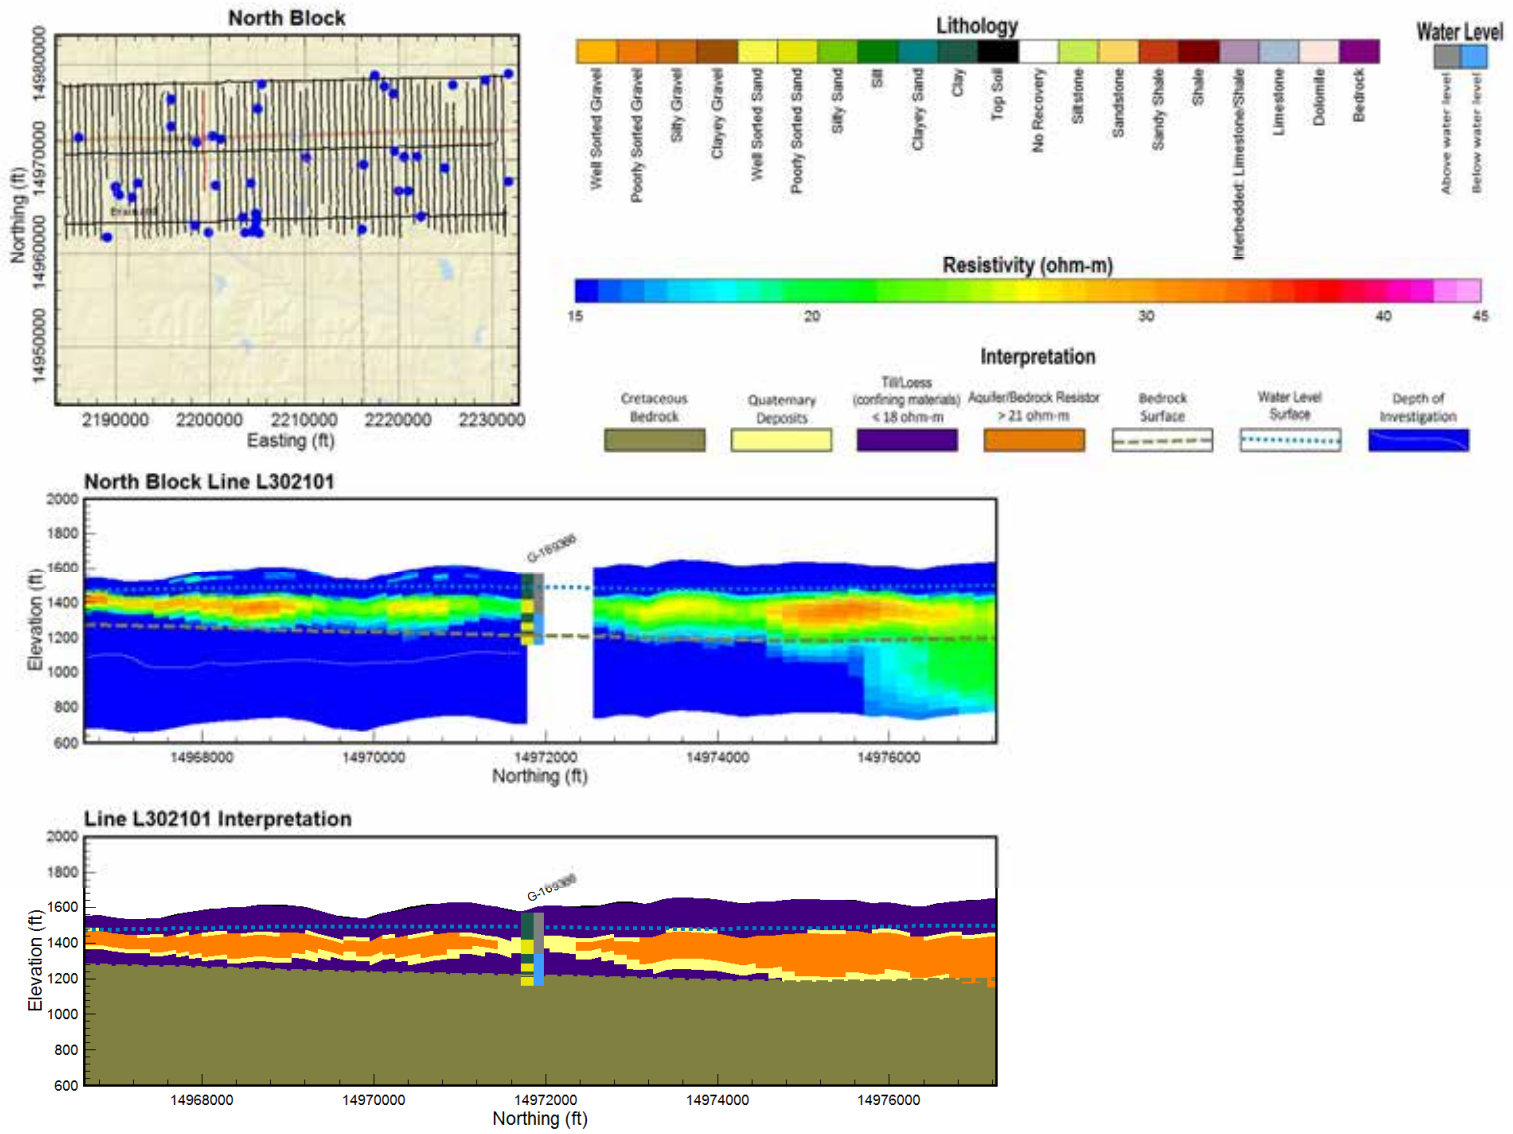 North Block
Northing (ft)
14980000
14970000
14960000
14950000
2190000 2200000 2210000 2220000 2230000
Easting (ft)
Lithology
Well Sorted Gravel
Poorly Sorted Gravel
Silty Gravel
Clayey Gravel
Well Sorted Sand
Poorly Sorted Sand
Silty Sand
Silt
Clayey Sand
Clay
Top Soil
No Recovery
Siltstone
Sandstone
Sandy Shale
Shale
Interbedded: Limestone/Shale
Limestone
Dolomite
Bedrock
Water Level
Above water level
Below water level
Resistivity (ohm-m)
15 20 30 40 45
Interpretation
Cretaceous
Bedrock
Quaternary
Deposits
Till/Loess
(confining materials)
< 18 ohm-m
Aquifer/Bedrock Resistor
> 21 ohm-m
Bedrock
Surface
Water Level
Surface
Depth of
Investigation
North Block Line L302101
Elevation (ft)
2000
1800
1600
1400
1200
1000
800
600
G-169366
14968000 14970000 14972000 14974000 14976000
Northing (ft)
Line L302101 Interpretation
Elevation (ft)
2000
1800
1600
1400
1200
1000
800
600
G-169366
14968000 14970000 14972000 14974000 14976000
Northing (ft)